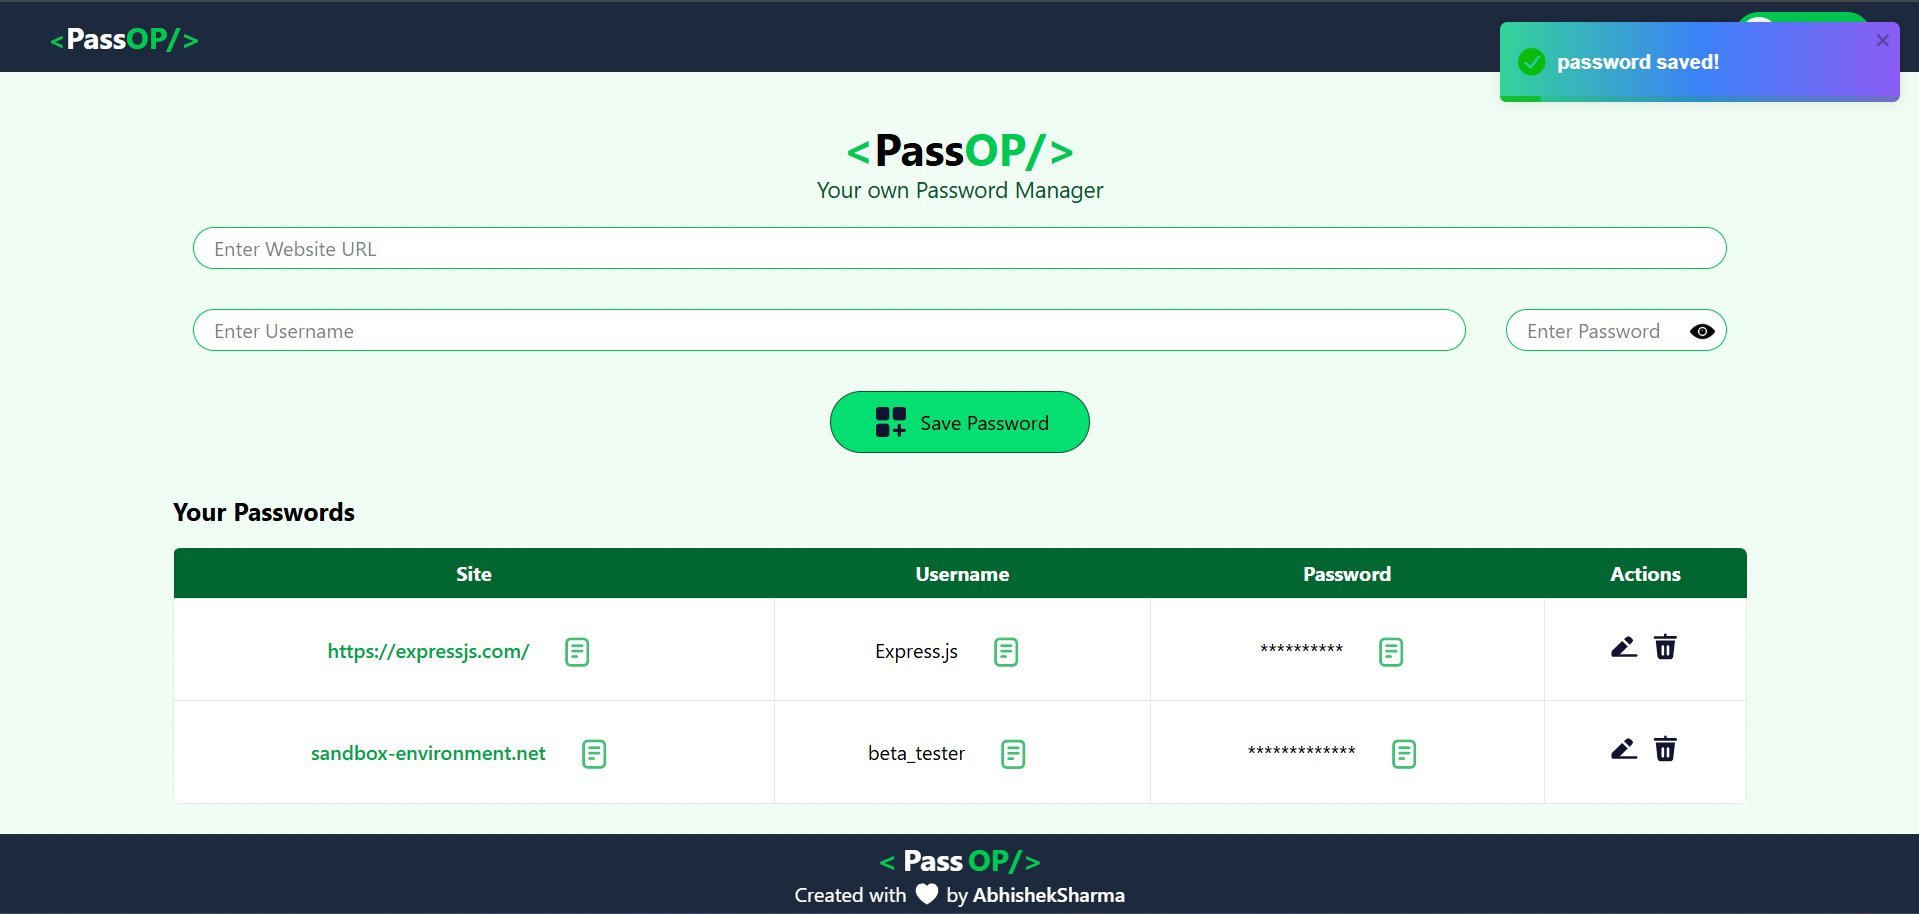 <PassOP/>
password saved!
<PassOP/>
Your own Password Manager
Enter Website URL
Enter Username
Enter Password
Save Password
Your Passwords
Site Username Password Actions
https://expressjs.com/ Express.js **********
sandbox-environment.net beta_tester *************
< Pass OP/>
Created with by AbhishekSharma